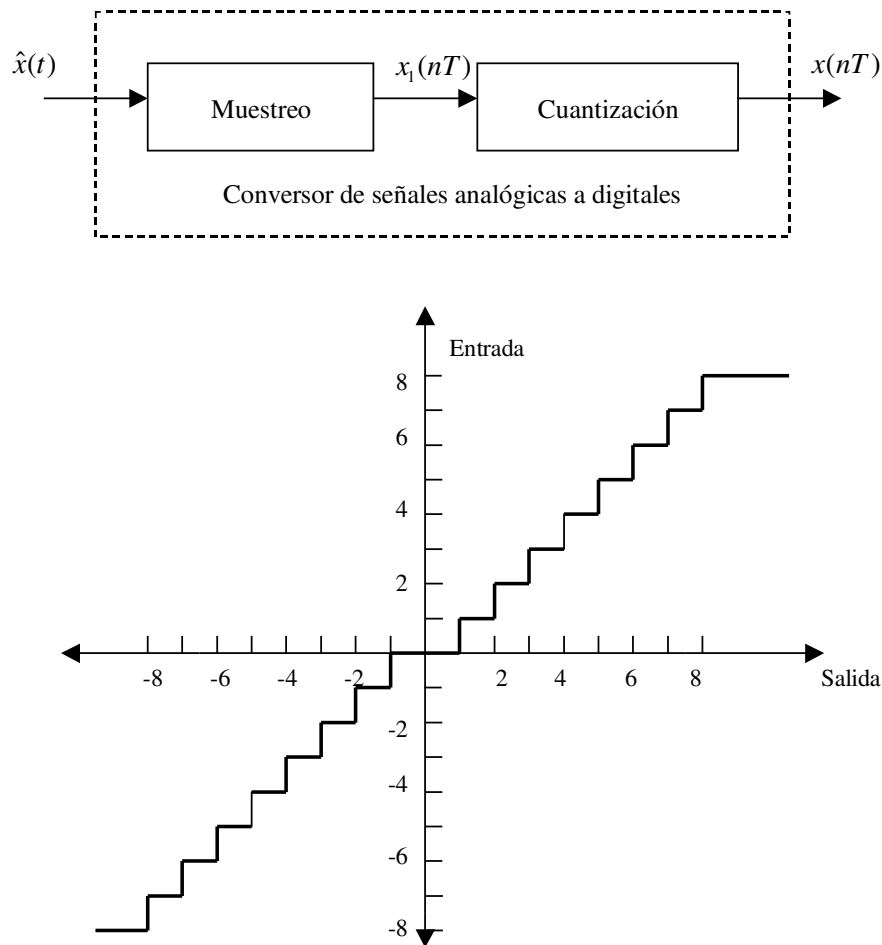 x̂(t) x₁(nT) x(nT)
Muestreo Cuantización
Conversor de señales analógicas a digitales
Entrada
8
6
4
2
-8 -6 -4 -2 2 4 6 8 Salida
-2
-4
-6
-8